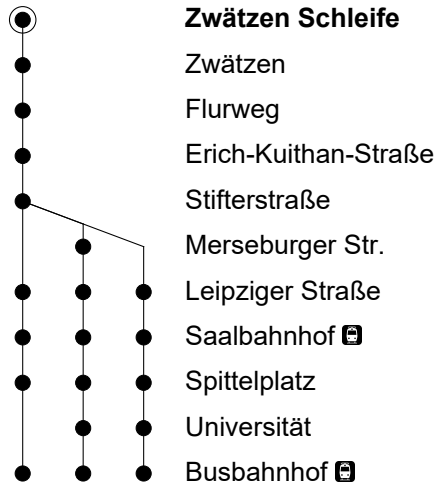 Zwätzen Schleife
Zwätzen
Flurweg
Erich-Kuithan-Straße
Stifterstraße
Merseburger Str.
Leipziger Straße
Saalbahnhof
Spittelplatz
Universität
Busbahnhof